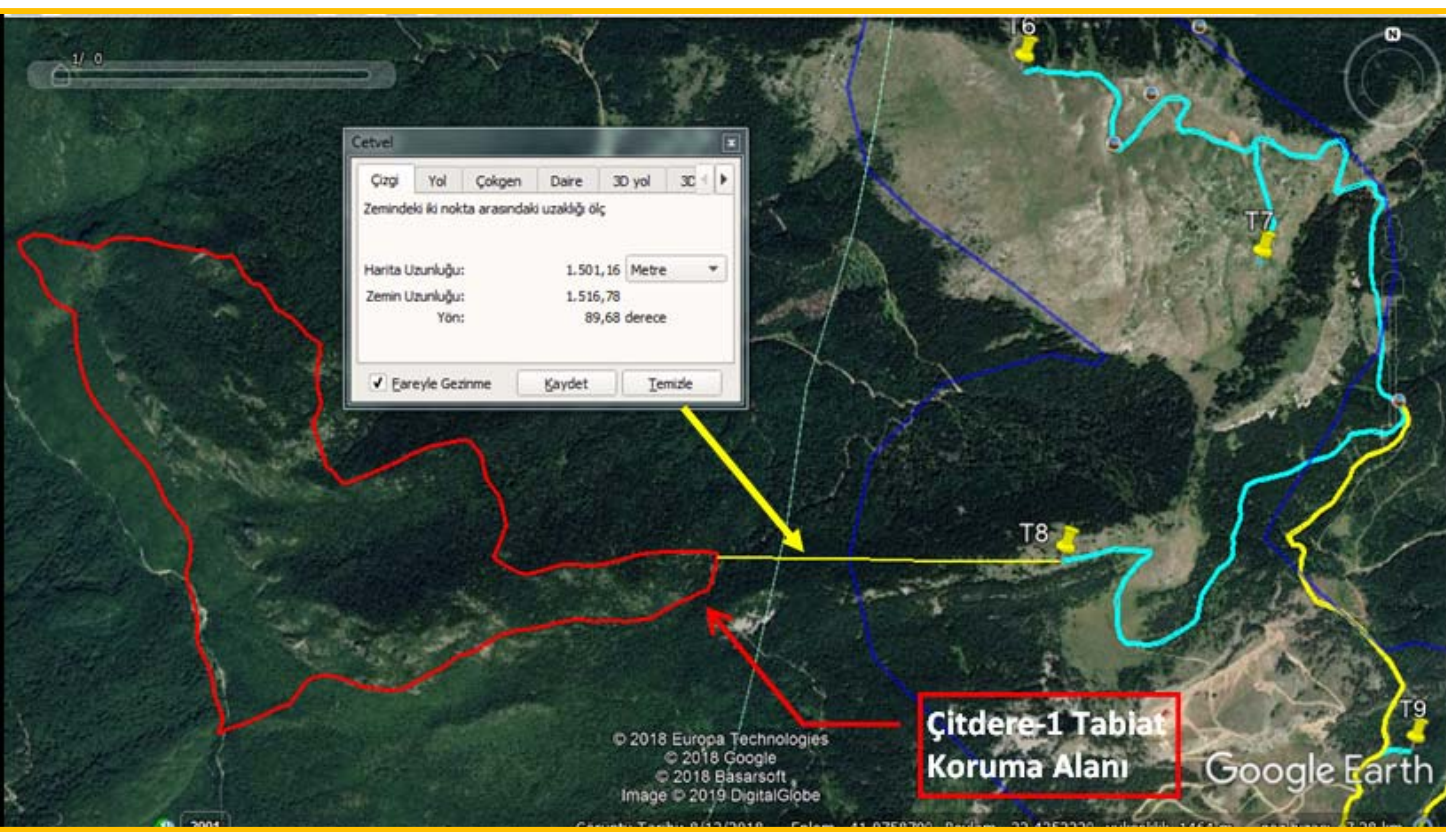 1/ 0
T6
N
Cetvel
Çizgi Yol Çokgen Daire 3D yol 3D
Zemindeki iki nokta arasındaki uzaklığı ölç
Harita Uzunluğu: 1.501,16 Metre
Zemin Uzunluğu: 1.516,78
Yön: 89,68 derece
Fareyle Gezinme Kaydet Temizle
T7
T8
T9
Çitdere-1 Tabiat
Koruma Alanı
© 2018 Europa Technologies
© 2018 Google
© 2018 Basarsoft
Image © 2019 DigitalGlobe
Google Earth